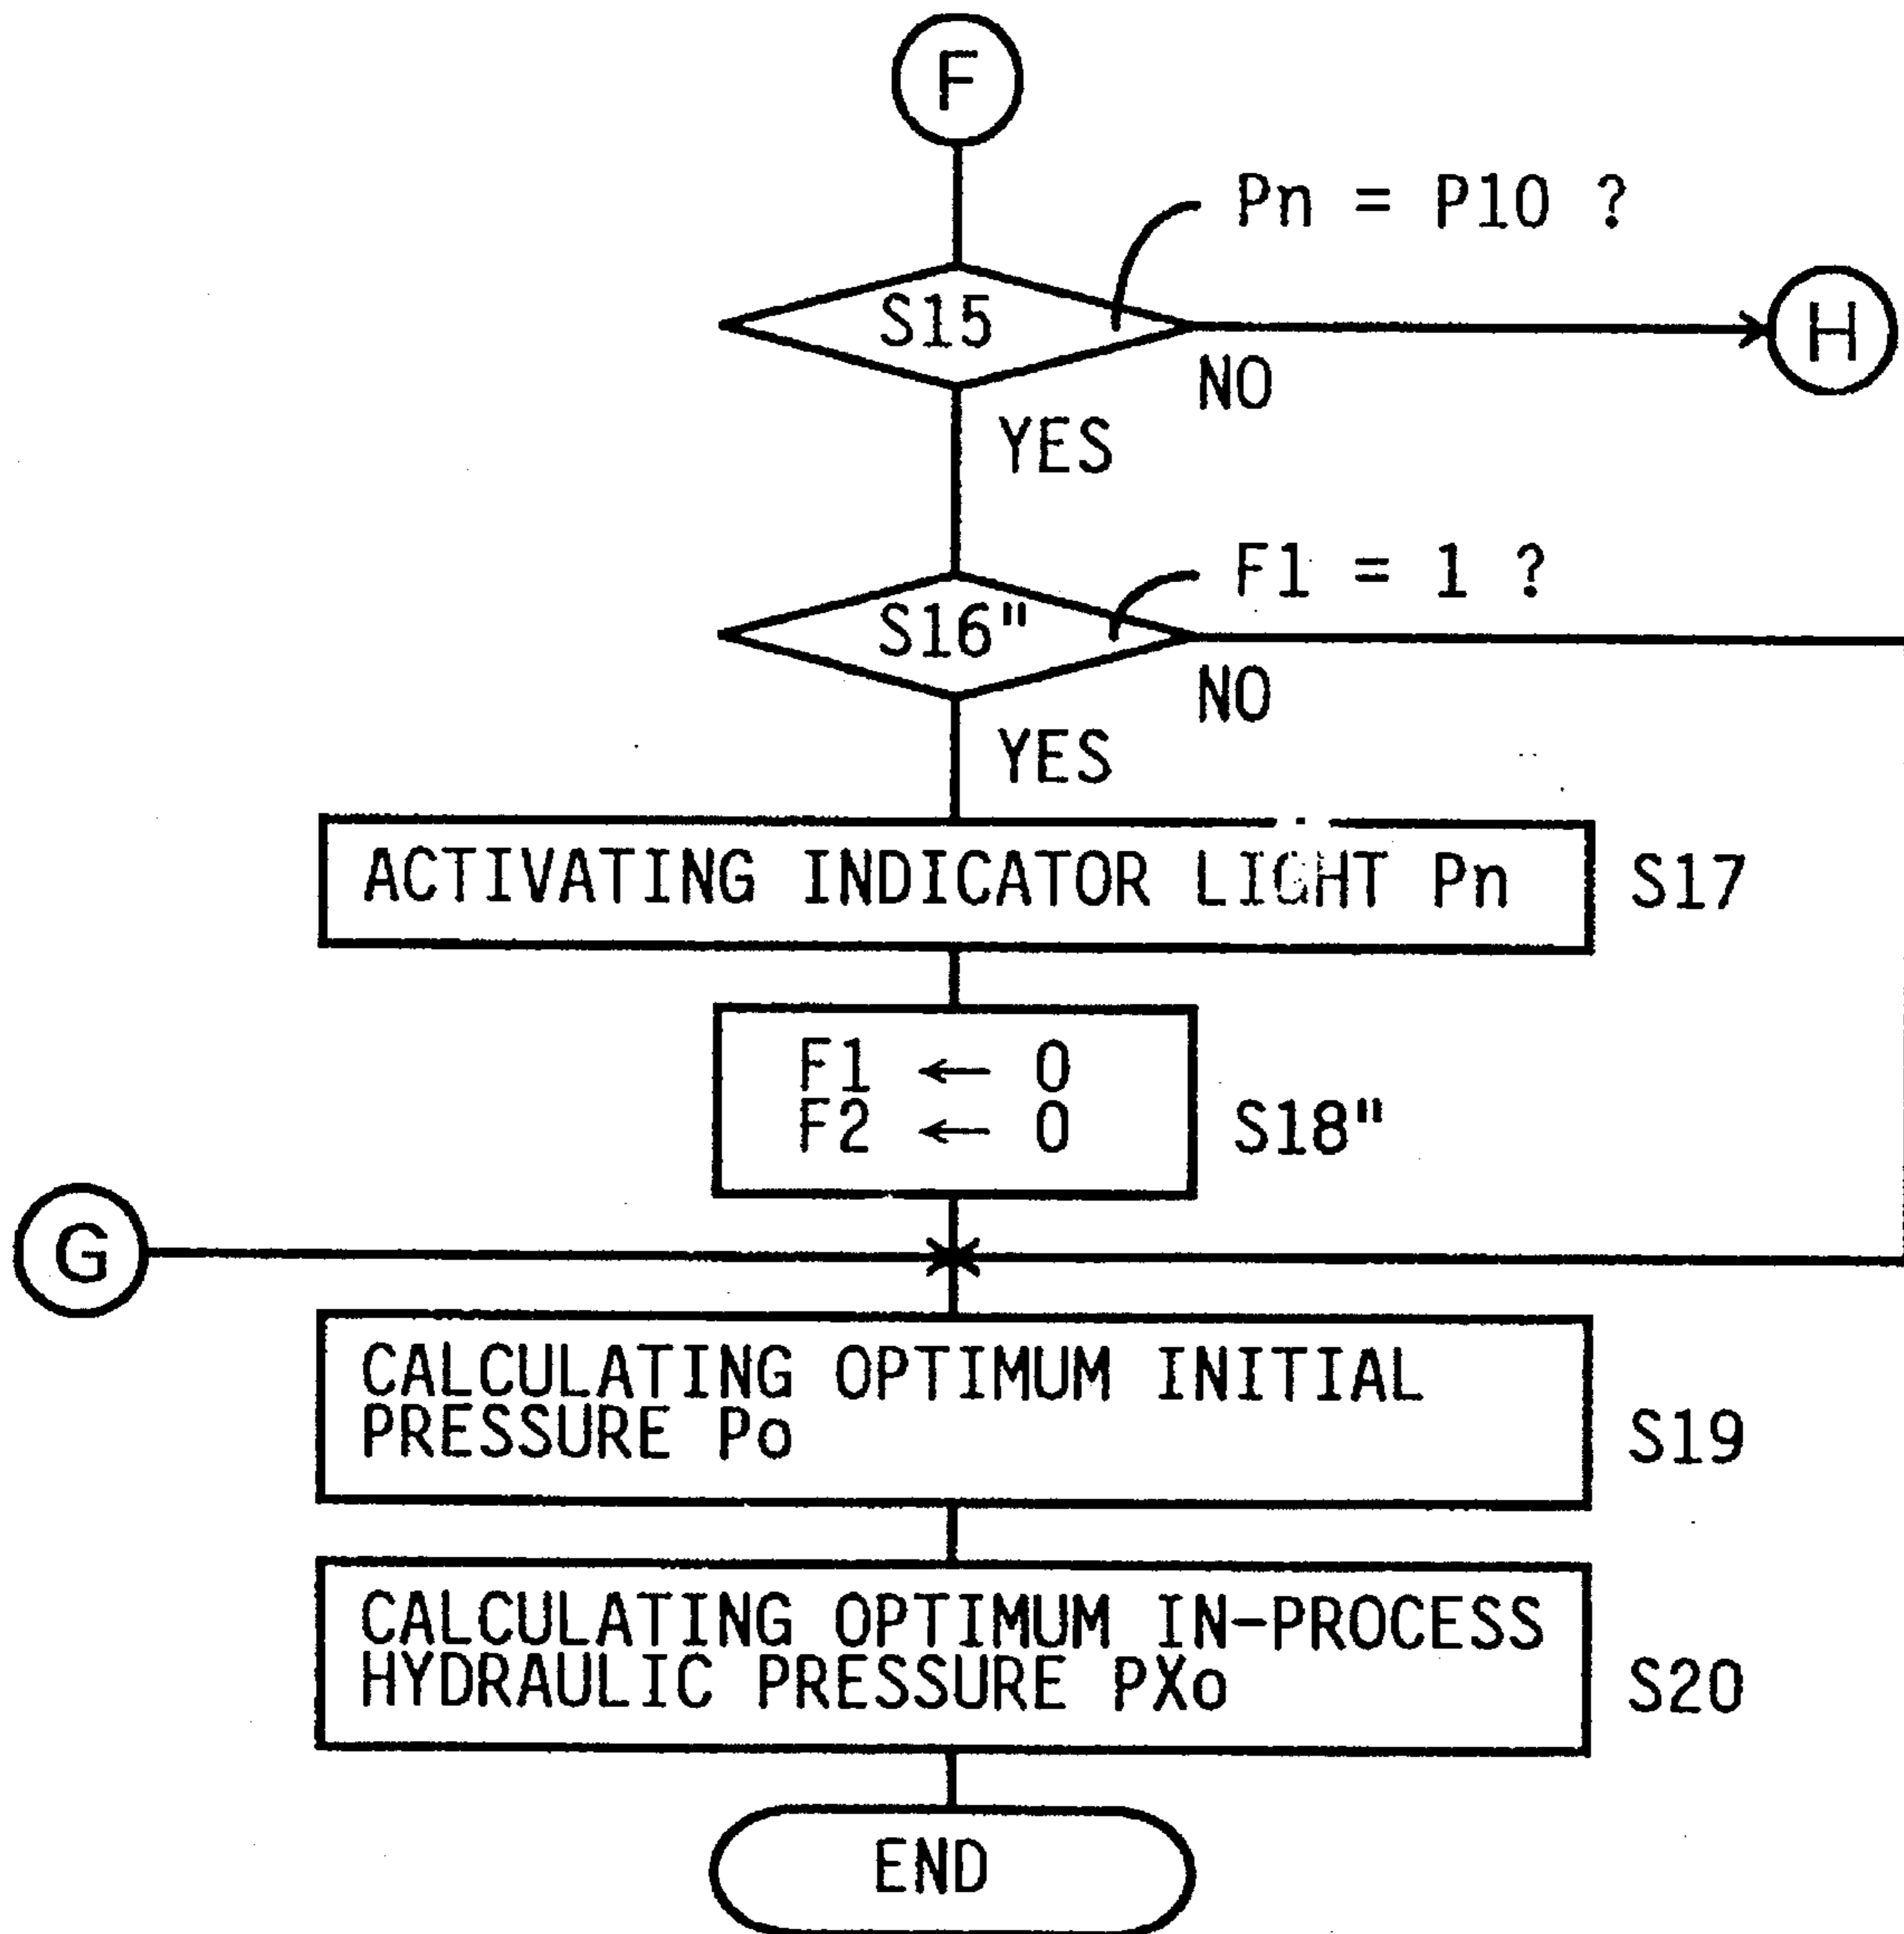 F
Pn = P10 ?
S15
H
NO
YES
F1 = 1 ?
S16"
NO
YES
ACTIVATING INDICATOR LIGHT Pn
S17
F1 ← 0
F2 ← 0
S18"
G
CALCULATING OPTIMUM INITIAL
PRESSURE Po
S19
CALCULATING OPTIMUM IN-PROCESS
HYDRAULIC PRESSURE PXo
S20
END